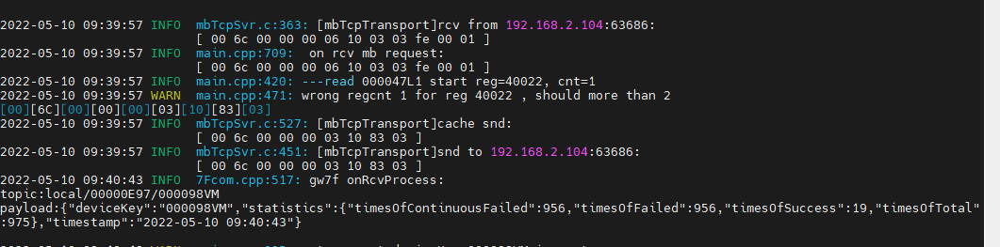 2022-05-10 09:39:57 INFO  mbTcpSvr.c:363: [mbTcpTransport]rcv from 192.168.2.104:63686:
[ 00 6c 00 00 00 06 10 03 03 fe 00 01 ]
2022-05-10 09:39:57 INFO  main.cpp:709:  on rcv mb request:
[ 00 6c 00 00 00 06 10 03 03 fe 00 01 ]
2022-05-10 09:39:57 INFO  main.cpp:420: ---read 000047L1 start reg=40022, cnt=1
2022-05-10 09:39:57 WARN  main.cpp:471: wrong regcnt 1 for reg 40022 , should more than 2
[00][6C][00][00][00][03][10][83][03]
2022-05-10 09:39:57 INFO  mbTcpSvr.c:527: [mbTcpTransport]cache snd:
[ 00 6c 00 00 00 03 10 83 03 ]
2022-05-10 09:39:57 INFO  mbTcpSvr.c:451: [mbTcpTransport]snd to 192.168.2.104:63686:
[ 00 6c 00 00 00 03 10 83 03 ]
2022-05-10 09:40:43 INFO  7Fcom.cpp:517: gw7f onRcvProcess:
topic:local/00000E97/000098VM
payload:{"deviceKey":"000098VM","statistics":{"timesOfContinuousFailed":956,"timesOfFailed":956,"timesOfSuccess":19,"timesOfTotal"
:975},"timestamp":"2022-05-10 09:40:43"}